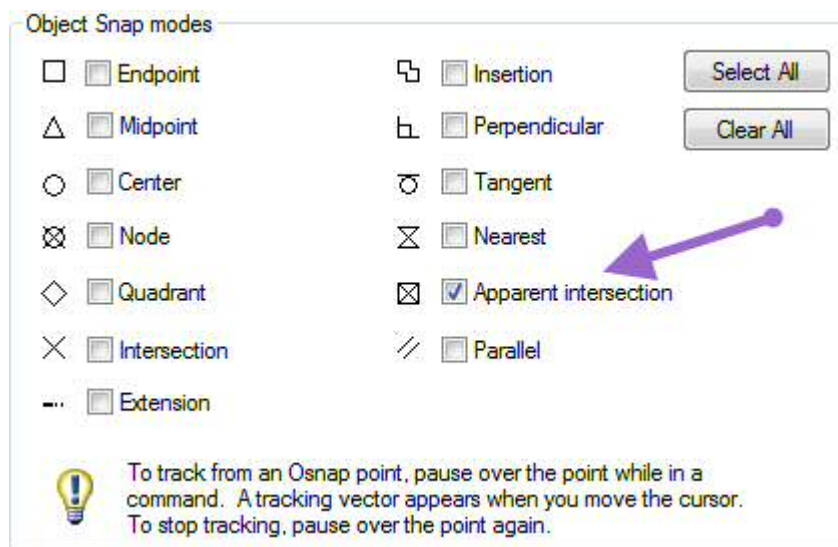 Object Snap modes
Endpoint
Insertion
Select All
Midpoint
Perpendicular
Clear All
Center
Tangent
Node
Nearest
Quadrant
Apparent intersection
Intersection
Parallel
Extension
To track from an Osnap point, pause over the point while in a
command. A tracking vector appears when you move the cursor.
To stop tracking, pause over the point again.